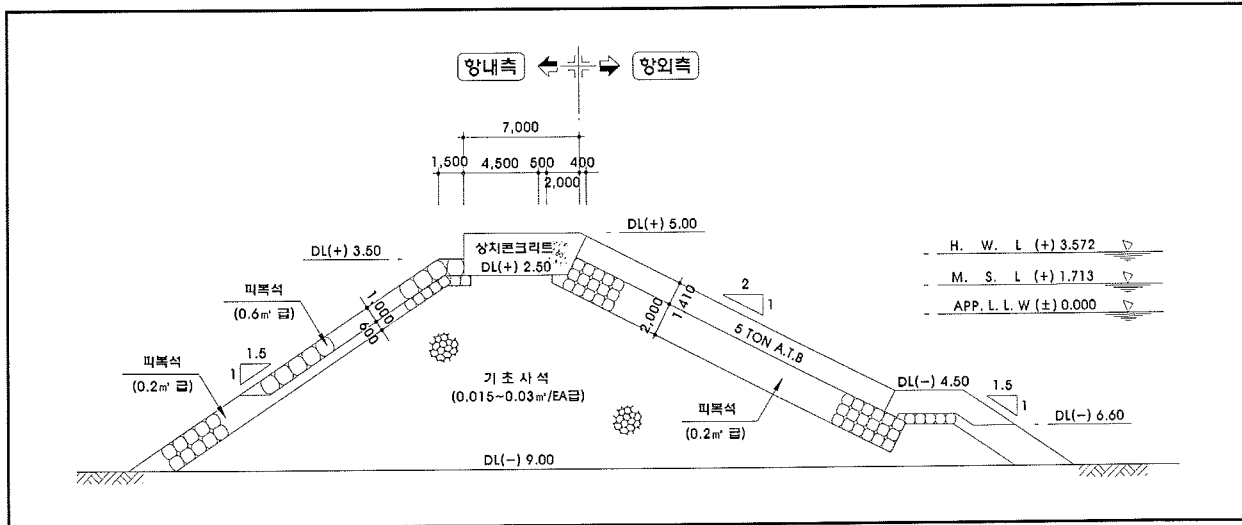 항내측
항외측
7,000
1,500
4,500
500
400
2,000
DL(+) 5.00
DL(+) 3.50
상치콘크리트
DL(+) 2.50
H. W. L (+) 3.572
M. S. L (+) 1.713
APP. L. L. W (±) 0.000
피복석
(0.6㎥ 급)
1,000
600
1.5
1
피복석
(0.2㎥ 급)
2
1
1,410
2,000
5 TON A.T.B
기초사석
(0.015~0.03㎥/EA급)
피복석
(0.2㎥ 급)
DL(-) 4.50
1.5
1
DL(-) 6.60
DL(-) 9.00